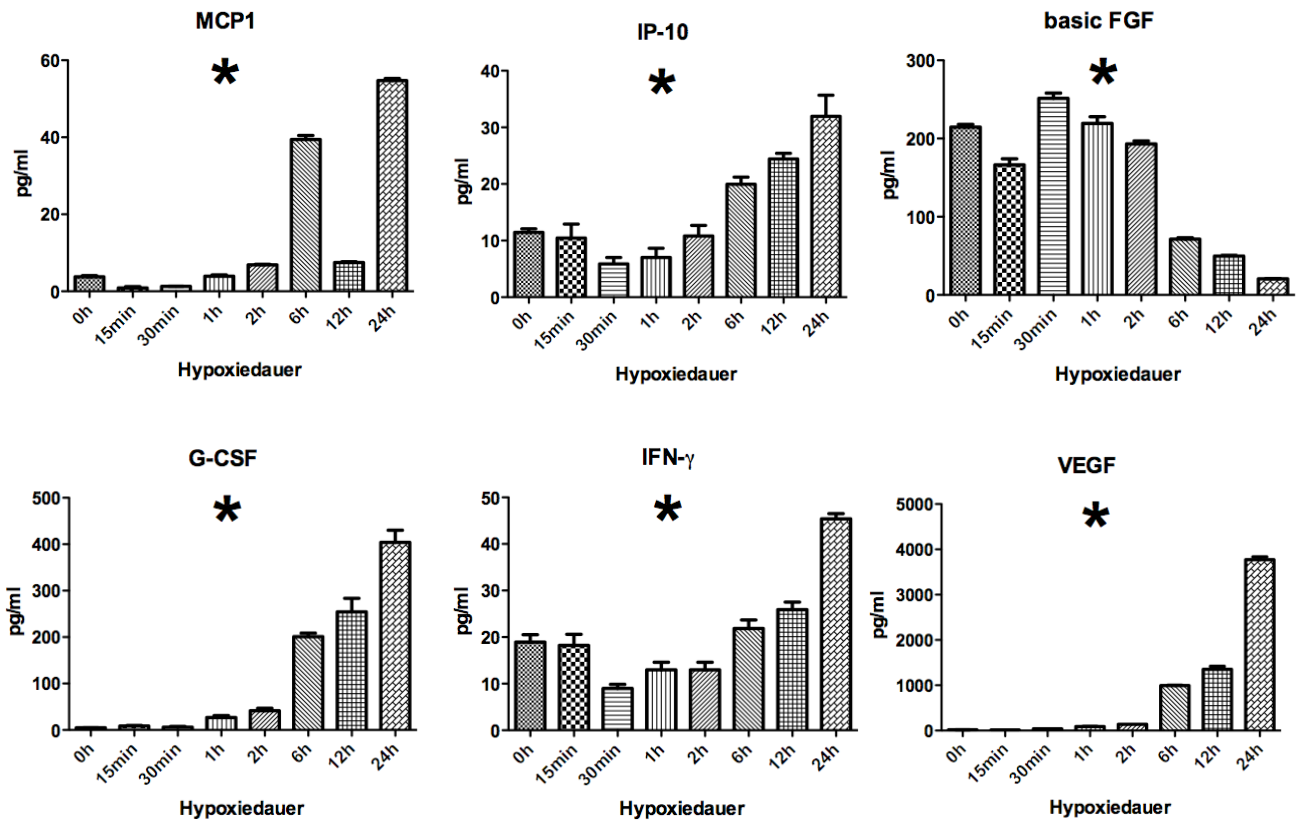 MCP1
*
60
40
20
0
pg/ml
0h
15min
30min
1h
2h
6h
12h
24h
Hypoxiedauer
IP-10
*
40
30
20
10
0
pg/ml
0h
15min
30min
1h
2h
6h
12h
24h
Hypoxiedauer
basic FGF
*
300
200
100
0
pg/ml
0h
15min
30min
1h
2h
6h
12h
24h
Hypoxiedauer
G-CSF
*
500
400
300
200
100
0
pg/ml
0h
15min
30min
1h
2h
6h
12h
24h
Hypoxiedauer
IFN-γ
*
50
40
30
20
10
0
pg/ml
0h
15min
30min
1h
2h
6h
12h
24h
Hypoxiedauer
VEGF
*
5000
4000
3000
2000
1000
0
pg/ml
0h
15min
30min
1h
2h
6h
12h
24h
Hypoxiedauer